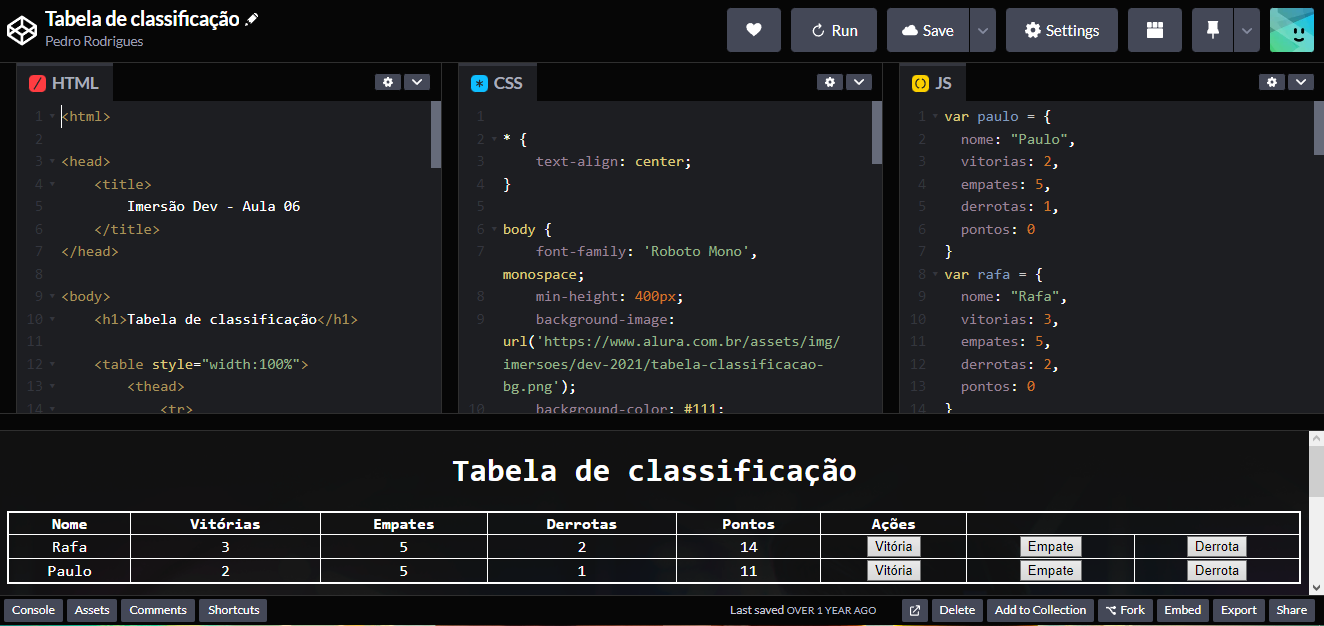 Tabela de classificação
Pedro Rodrigues
Run
Save
Settings
HTML
1 <html>
2
3 <head>
4 <title>
5 Imersão Dev - Aula 06
6 </title>
7 </head>
8
9 <body>
10 <h1>Tabela de classificação</h1>
11
12 <table style="width:100%">
13 <thead>
14 <tr>
CSS
1
2 * {
3 text-align: center;
4 }
5
6 body {
7 font-family: 'Roboto Mono',
monospace;
8 min-height: 400px;
9 background-image:
url('https://www.alura.com.br/assets/img/
imersoes/dev-2021/tabela-classificacao-
bg.png');
10 background-color: #111;
JS
1 var paulo = {
2 nome: "Paulo",
3 vitorias: 2,
4 empates: 5,
5 derrotas: 1,
6 pontos: 0
7 }
8 var rafa = {
9 nome: "Rafa",
10 vitorias: 3,
11 empates: 5,
12 derrotas: 2,
13 pontos: 0
14 }
Tabela de classificação
Nome Vitórias Empates Derrotas Pontos Ações
Rafa 3 5 2 14 Vitória Empate Derrota
Paulo 2 5 1 11 Vitória Empate Derrota
Console Assets Comments Shortcuts Last saved OVER 1 YEAR AGO Delete Add to Collection Fork Embed Export Share